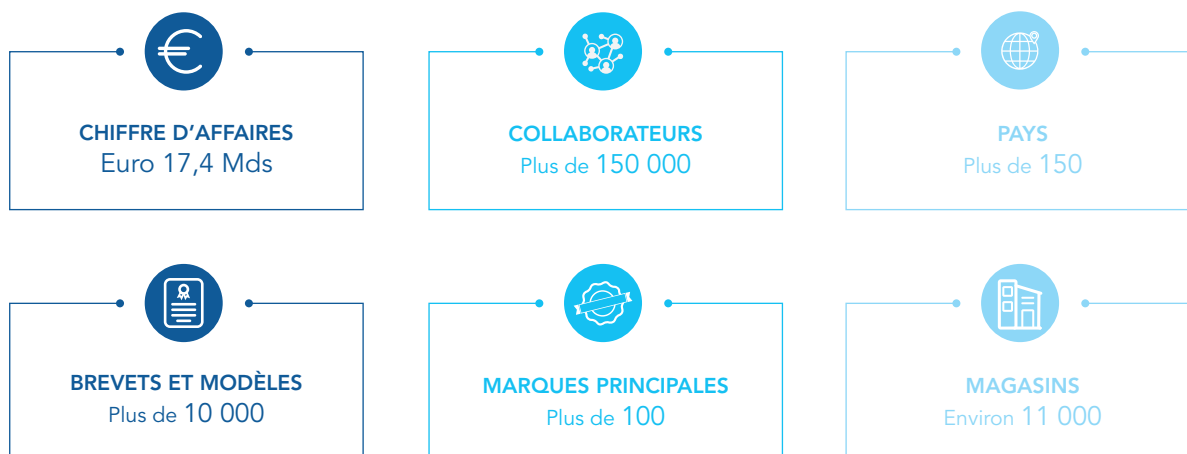 CHIFFRE D’AFFAIRES
Euro 17,4 Mds
COLLABORATEURS
Plus de 150 000
PAYS
Plus de 150
BREVETS ET MODÈLES
Plus de 10 000
MARQUES PRINCIPALES
Plus de 100
MAGASINS
Environ 11 000